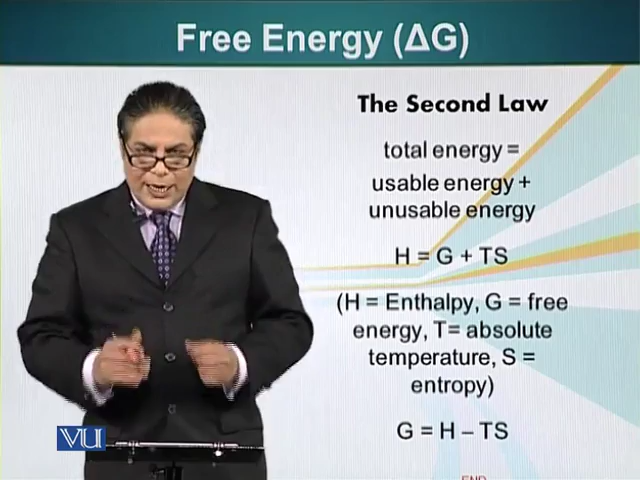 Free Energy (ΔG)
The Second Law
total energy =
usable energy +
unusable energy
H = G + TS
(H = Enthalpy, G = free
energy, T= absolute
temperature, S =
entropy)
G = H – TS
VU
END